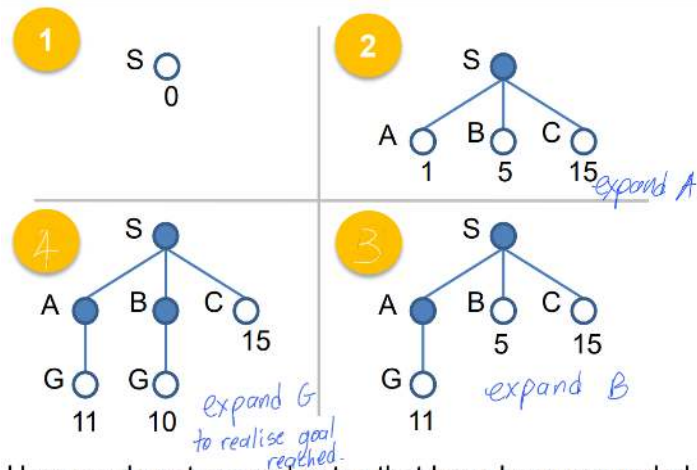 1
S
0
2
S
A B C
1 5 15
expand A
4
S
A B C
15
G G
11 10
expand G
to realise goal
reached.
3
S
A B C
5 15
G
11
expand B